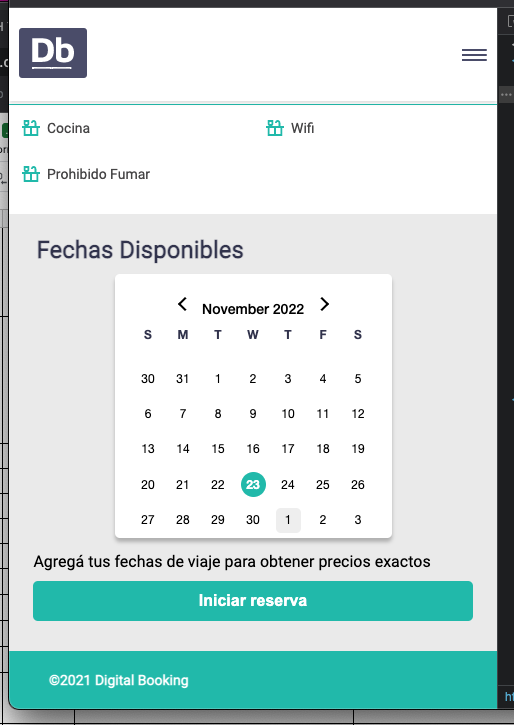 Db
Cocina
Wifi
Prohibido Fumar
Fechas Disponibles
November 2022
S M T W T F S
30 31 1 2 3 4 5
6 7 8 9 10 11 12
13 14 15 16 17 18 19
20 21 22 23 24 25 26
27 28 29 30 1 2 3
Agregá tus fechas de viaje para obtener precios exactos
Iniciar reserva
©2021 Digital Booking